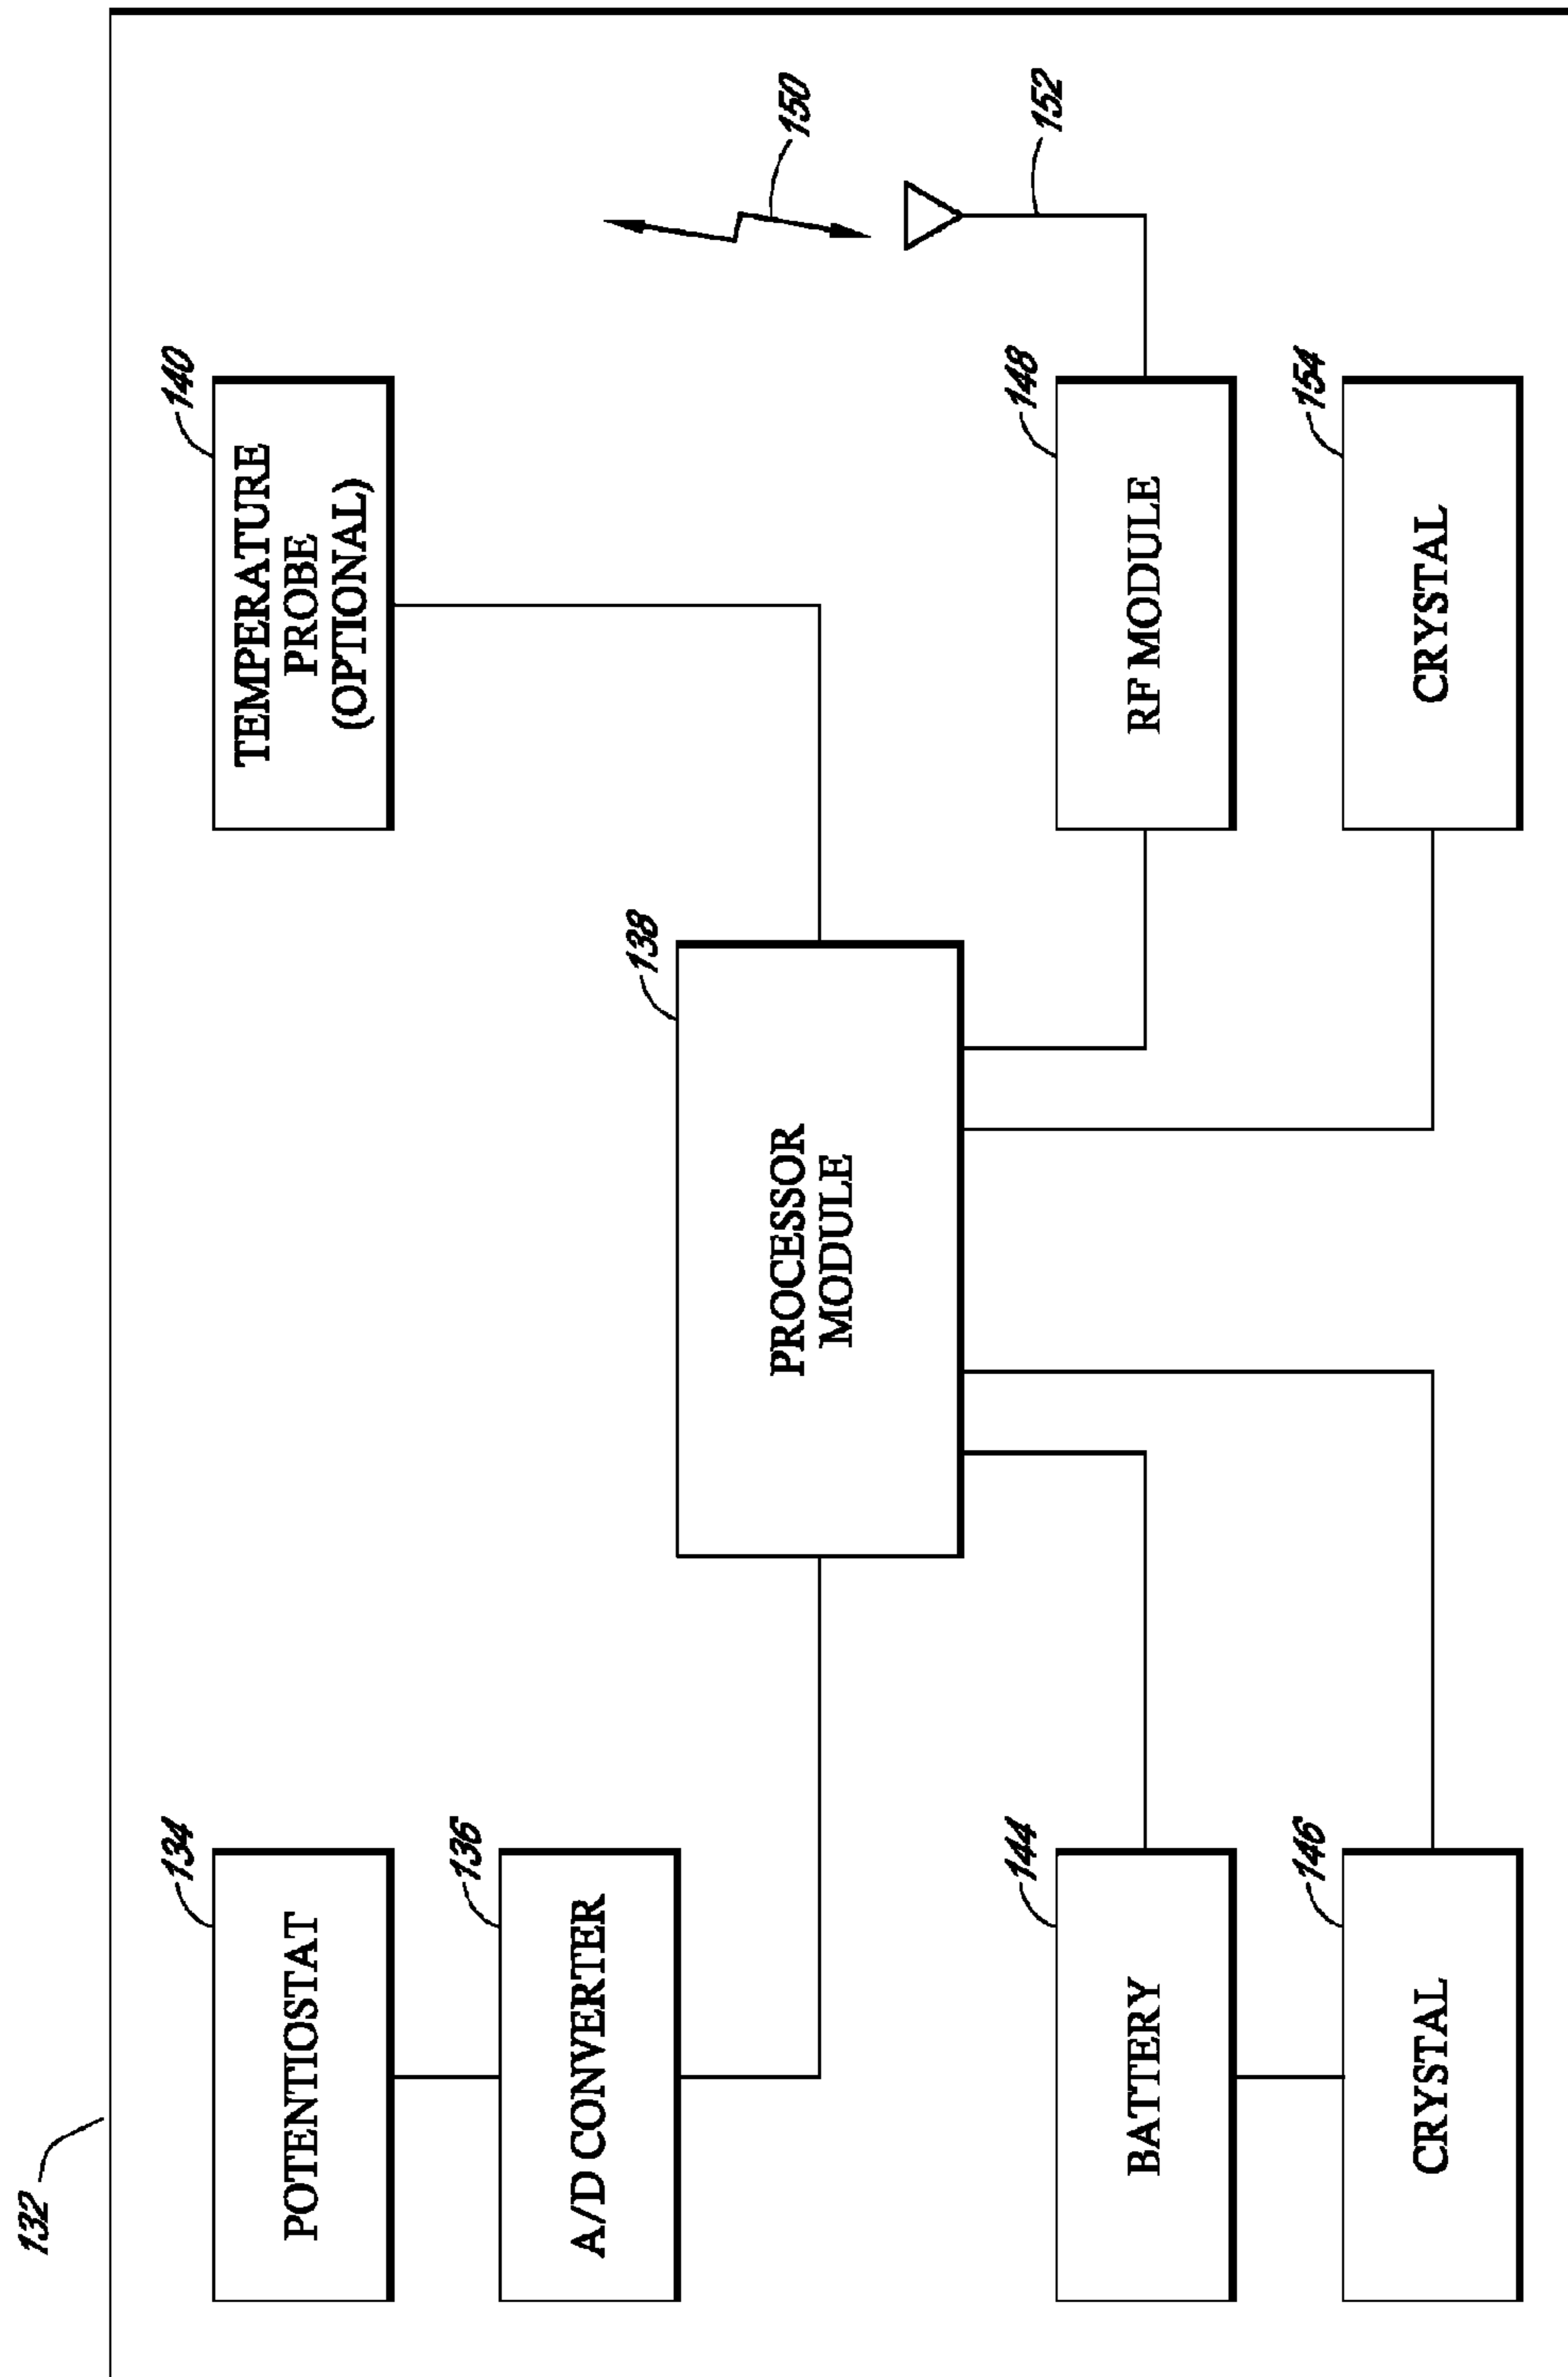 132
134
POTENTIOSTAT
136
A/D CONVERTER
138
PROCESSOR
MODULE
140
TEMPERATURE
PROBE
(OPTIONAL)
150
152
144
BATTERY
148
RF MODULE
146
CRYSTAL
154
CRYSTAL